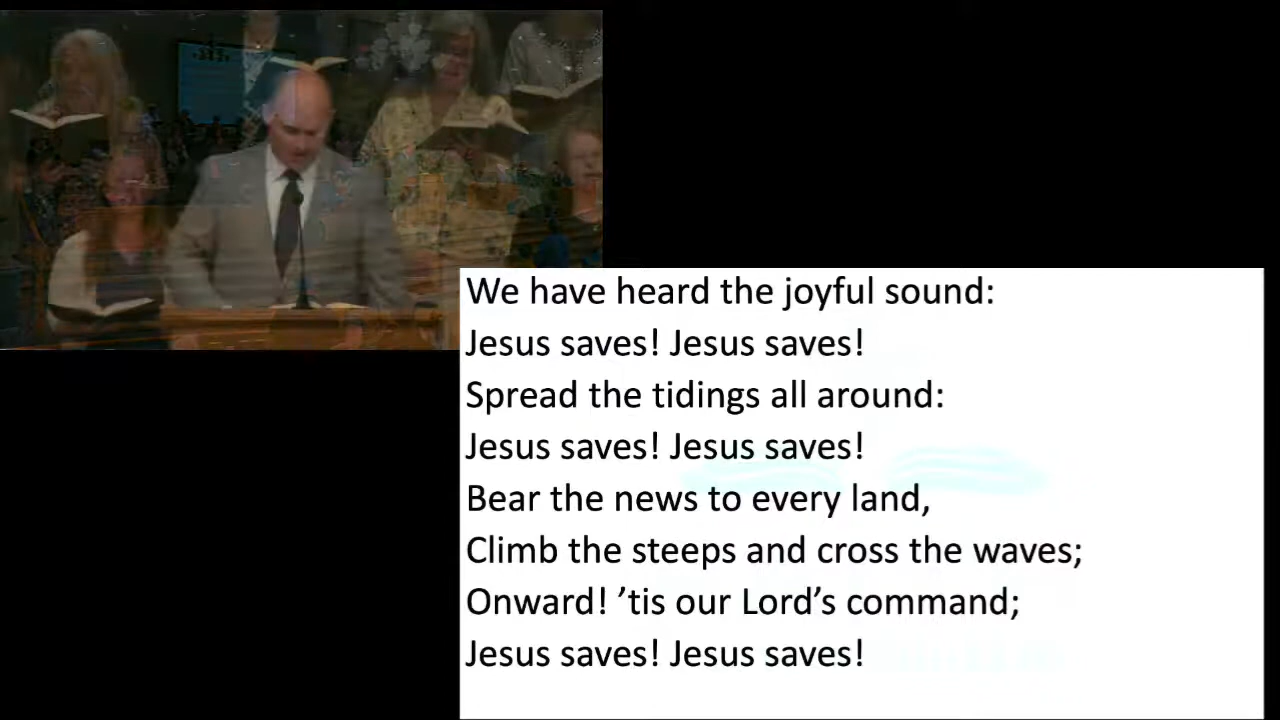 We have heard the joyful sound:
Jesus saves! Jesus saves!
Spread the tidings all around:
Jesus saves! Jesus saves!
Bear the news to every land,
Climb the steeps and cross the waves;
Onward! ’tis our Lord’s command;
Jesus saves! Jesus saves!